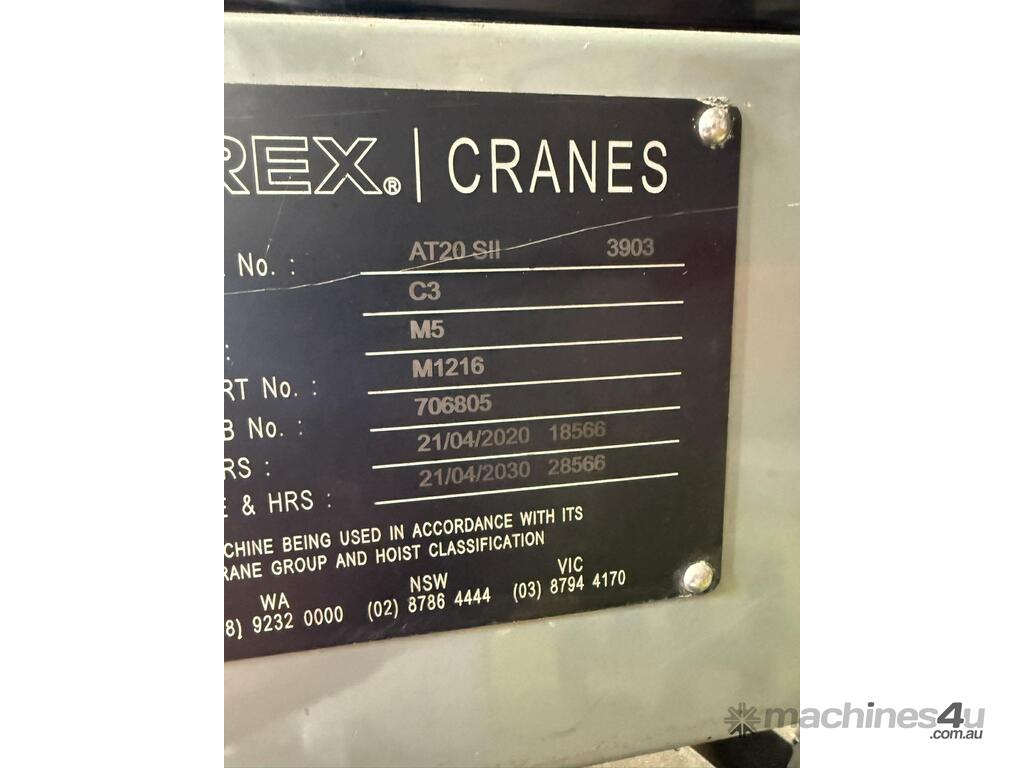 REX® | CRANES
No. : AT20 SII 3903
C3
: M5
RT No. : M1216
B No. : 706805
RS : 21/04/2020 18566
E & HRS : 21/04/2030 28566
CHINE BEING USED IN ACCORDANCE WITH ITS
RANE GROUP AND HOIST CLASSIFICATION
WA NSW VIC
8) 9232 0000 (02) 8786 4444 (03) 8794 4170
machines4u
.com.au